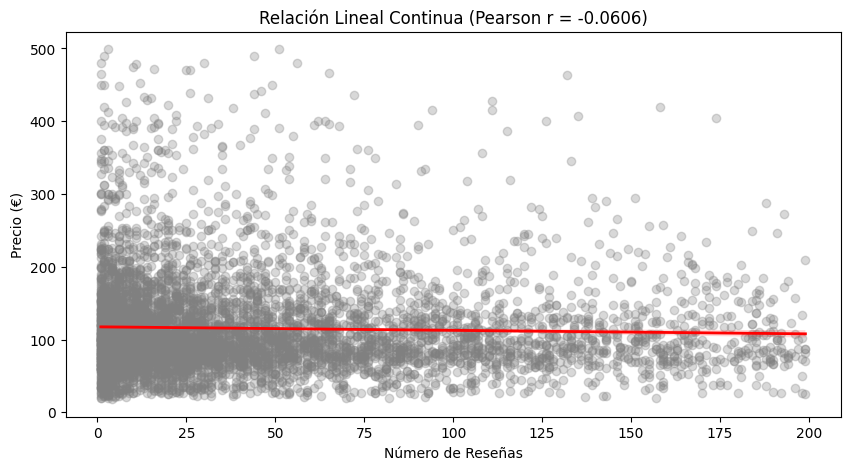 Relación Lineal Continua (Pearson r = -0.0606)
500
400
300
200
100
0
Precio (€)
0 25 50 75 100 125 150 175 200
Número de Reseñas